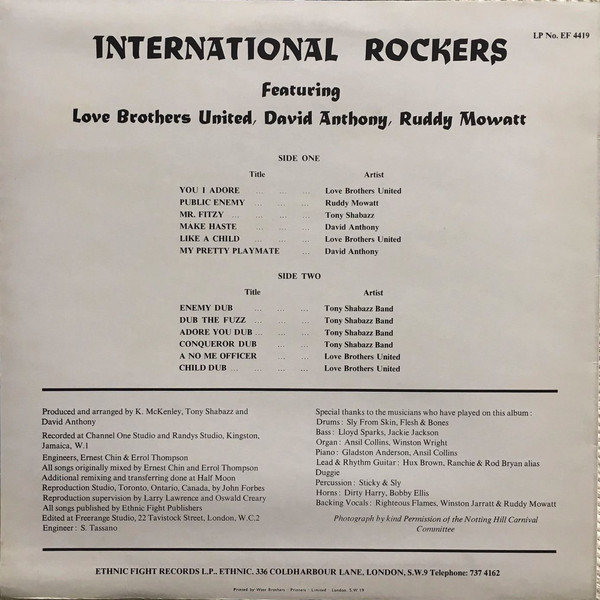 LP No. EF 4419
INTERNATIONAL ROCKERS
Featuring
Love Brothers United, David Anthony, Ruddy Mowatt
SIDE ONE
Title Artist
YOU I ADORE ... ... ... Love Brothers United
PUBLIC ENEMY ... ... ... Ruddy Mowatt
MR. FITZY ... ... ... ... Tony Shabazz
MAKE HASTE ... ... ... David Anthony
LIKE A CHILD ... ... ... Love Brothers United
MY PRETTY PLAYMATE ... David Anthony
SIDE TWO
Title Artist
ENEMY DUB ... ... ... Tony Shabazz Band
DUB THE FUZZ ... ... ... Tony Shabazz Band
ADORE YOU DUB ... ... ... Tony Shabazz Band
CONQUEROR DUB ... ... Tony Shabazz Band
A NO ME OFFICER ... ... Love Brothers United
CHILD DUB ... ... ... ... Love Brothers United
Produced and arranged by K. McKenley, Tony Shabazz and
David Anthony
Recorded at Channel One Studio and Randys Studio, Kingston,
Jamaica, W.1
Engineers, Ernest Chin & Errol Thompson
All songs originally mixed by Ernest Chin and Errol Thompson
Additional remixing and transferring done at Half Moon
Reproduction Studio, Toronto, Ontario, Canada, by John Forbes
Reproduction supervision by Larry Lawrence and Oswald Creary
All songs published by Ethnic Fight Publishers
Edited at Freerange Studio, 22 Tavistock Street, London, W.C.2
Engineer : S. Tassano
Special thanks to the musicians who have played on this album :
Drums : Sly From Skin, Flesh & Bones
Bass : Lloyd Sparks, Jackie Jackson
Organ : Ansil Collins, Winston Wright
Piano : Gladston Anderson, Ansil Collins
Lead & Rhythm Guitar : Hux Brown, Ranchie & Rod Bryan alias
Duggie
Percussion : Sticky & Sly
Horns : Dirty Harry, Bobby Ellis
Backing Vocals : Righteous Flames, Winston Jarratt & Ruddy Mowatt
Photograph by kind Permission of the Notting Hill Carnival
Committee
ETHNIC FIGHT RECORDS L.P.. ETHNIC, 336 COLDHARBOUR LANE, LONDON, S.W.9 Telephone: 737 4162
Printed by West Brothers : Printers : Limited : London, S.W.19